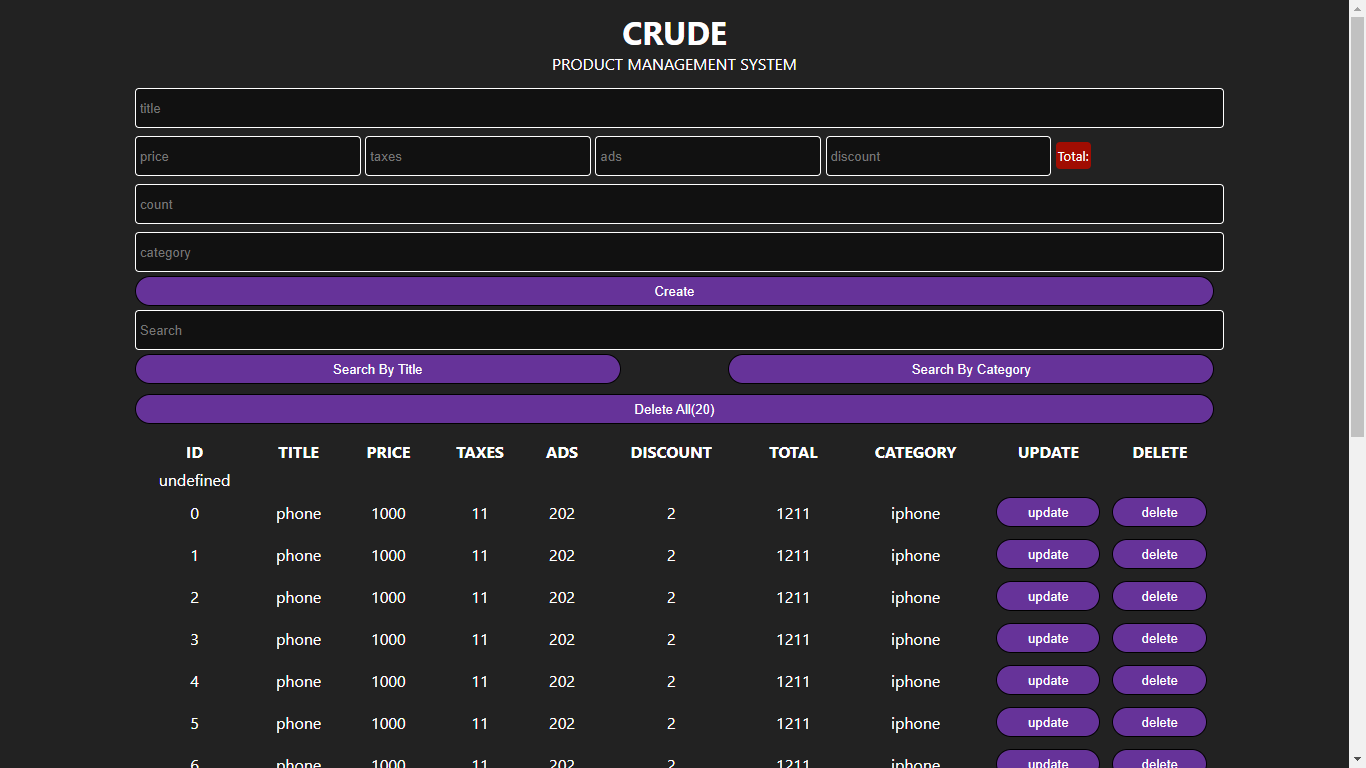 CRUDE
PRODUCT MANAGEMENT SYSTEM
title
price taxes ads discount Total:
count
category
Create
Search
Search By Title Search By Category
Delete All(20)
ID TITLE PRICE TAXES ADS DISCOUNT TOTAL CATEGORY UPDATE DELETE
undefined
0 phone 1000 11 202 2 1211 iphone update delete
1 phone 1000 11 202 2 1211 iphone update delete
2 phone 1000 11 202 2 1211 iphone update delete
3 phone 1000 11 202 2 1211 iphone update delete
4 phone 1000 11 202 2 1211 iphone update delete
5 phone 1000 11 202 2 1211 iphone update delete
6 phone 1000 11 202 2 1211 iphone update delete